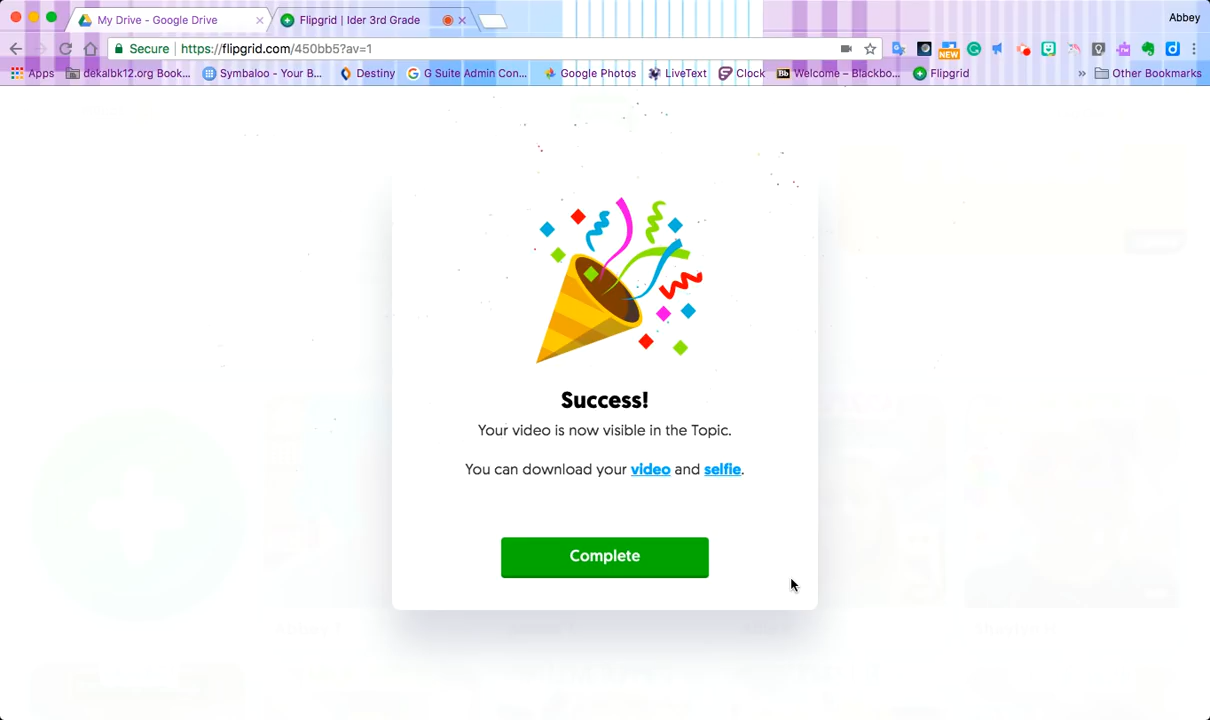 My Drive - Google Drive
Flipgrid | Ider 3rd Grade
Abbey
Secure
https://flipgrid.com/450bb5?av=1
NEW
Apps
dekalbk12.org Book...
Symbaloo - Your B...
Destiny
G Suite Admin Con...
Google Photos
LiveText
Clock
Bb
Welcome – Blackbo...
Flipgrid
»
Other Bookmarks
Success!
Your video is now visible in the Topic.
You can download your video and selfie.
Complete